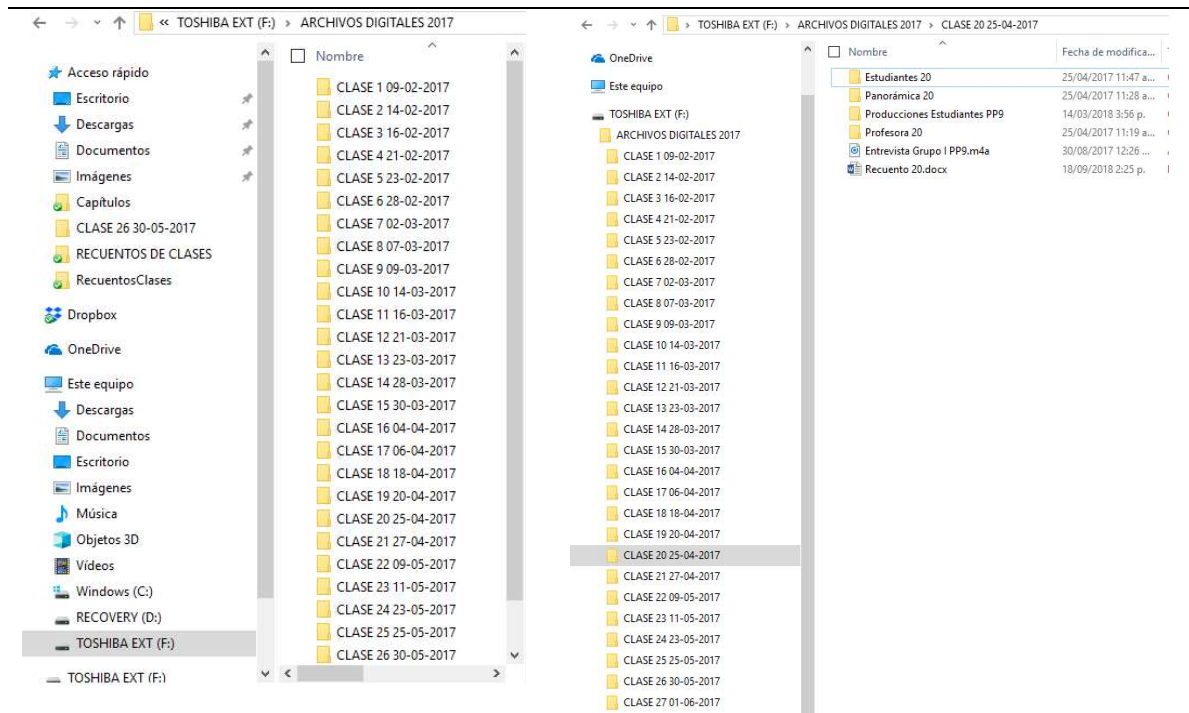 « TOSHIBA EXT (F:) › ARCHIVOS DIGITALES 2017
Nombre
Acceso rápido
Escritorio
Descargas
Documentos
Imágenes
Capítulos
CLASE 26 30-05-2017
RECUENTOS DE CLASES
RecuentosClases
Dropbox
OneDrive
Este equipo
Descargas
Documentos
Escritorio
Imágenes
Música
Objetos 3D
Vídeos
Windows (C:)
RECOVERY (D:)
TOSHIBA EXT (F:)
TOSHIBA EXT (F:)
CLASE 1 09-02-2017
CLASE 2 14-02-2017
CLASE 3 16-02-2017
CLASE 4 21-02-2017
CLASE 5 23-02-2017
CLASE 6 28-02-2017
CLASE 7 02-03-2017
CLASE 8 07-03-2017
CLASE 9 09-03-2017
CLASE 10 14-03-2017
CLASE 11 16-03-2017
CLASE 12 21-03-2017
CLASE 13 23-03-2017
CLASE 14 28-03-2017
CLASE 15 30-03-2017
CLASE 16 04-04-2017
CLASE 17 06-04-2017
CLASE 18 18-04-2017
CLASE 19 20-04-2017
CLASE 20 25-04-2017
CLASE 21 27-04-2017
CLASE 22 09-05-2017
CLASE 23 11-05-2017
CLASE 24 23-05-2017
CLASE 25 25-05-2017
CLASE 26 30-05-2017
› TOSHIBA EXT (F:) › ARCHIVOS DIGITALES 2017 › CLASE 20 25-04-2017
OneDrive
Este equipo
TOSHIBA EXT (F:)
ARCHIVOS DIGITALES 2017
CLASE 1 09-02-2017
CLASE 2 14-02-2017
CLASE 3 16-02-2017
CLASE 4 21-02-2017
CLASE 5 23-02-2017
CLASE 6 28-02-2017
CLASE 7 02-03-2017
CLASE 8 07-03-2017
CLASE 9 09-03-2017
CLASE 10 14-03-2017
CLASE 11 16-03-2017
CLASE 12 21-03-2017
CLASE 13 23-03-2017
CLASE 14 28-03-2017
CLASE 15 30-03-2017
CLASE 16 04-04-2017
CLASE 17 06-04-2017
CLASE 18 18-04-2017
CLASE 19 20-04-2017
CLASE 20 25-04-2017
CLASE 21 27-04-2017
CLASE 22 09-05-2017
CLASE 23 11-05-2017
CLASE 24 23-05-2017
CLASE 25 25-05-2017
CLASE 26 30-05-2017
CLASE 27 01-06-2017
Nombre Fecha de modifica...
Estudiantes 20 25/04/2017 11:47 a...
Panorámica 20 25/04/2017 11:28 a...
Producciones Estudiantes PP9 14/03/2018 3:56 p.
Profesora 20 25/04/2017 11:19 a...
Entrevista Grupo I PP9.m4a 30/08/2017 12:26 ...
Recuento 20.docx 18/09/2018 2:25 p.